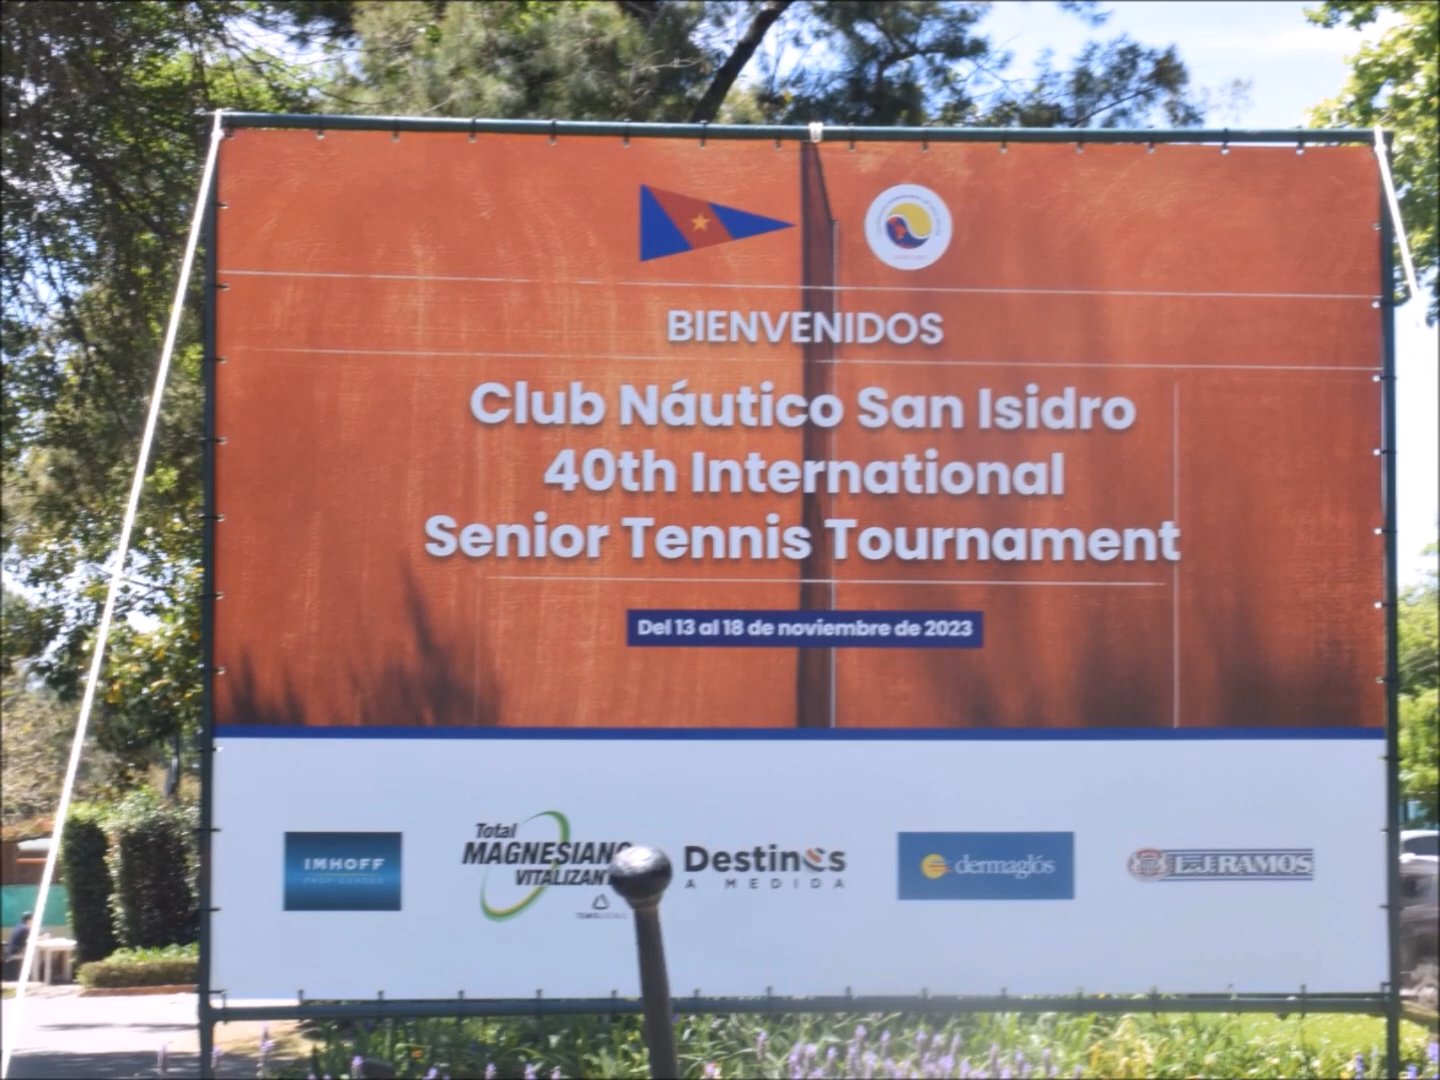 BIENVENIDOS
Club Náutico San Isidro
40th International
Senior Tennis Tournament
Del 13 al 18 de noviembre de 2023
IMHOFF
PROPIEDADES
Total
MAGNESIANO
Destinos
A MEDIDA
dermaglós
L.J.RAMOS